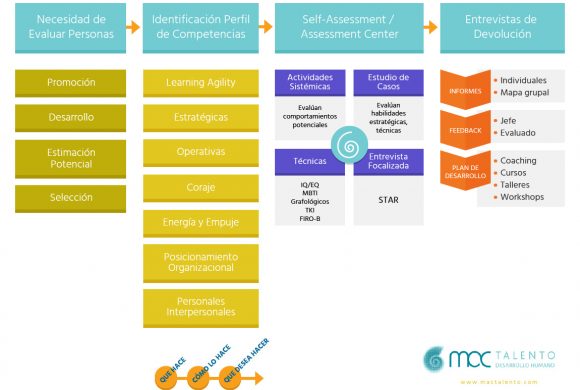 Necesidad de
Evaluar Personas
Identificación Perfil
de Competencias
Self-Assessment /
Assessment Center
Entrevistas de
Devolución
Promoción
Desarrollo
Estimación
Potencial
Selección
Learning Agility
Estratégicas
Operativas
Coraje
Energía y Empuje
Posicionamiento
Organizacional
Personales
Interpersonales
QUE HACE
CÓMO LO HACE
QUE DESEA HACER
Actividades
Sistémicas
Evalúan
comportamientos
potenciales
Estudio de
Casos
Evalúan
habilidades
estratégicas,
técnicas
Técnicas
IQ/EQ
MBTI
Grafológicos
TKI
FIRO-B
Entrevista
Focalizada
STAR
INFORMES
• Individuales
• Mapa grupal
FEEDBACK
• Jefe
• Evaluado
PLAN DE
DESARROLLO
• Coaching
• Cursos
• Talleres
• Workshops
moc TALENTO
DESARROLLO HUMANO
www.mastalento.com